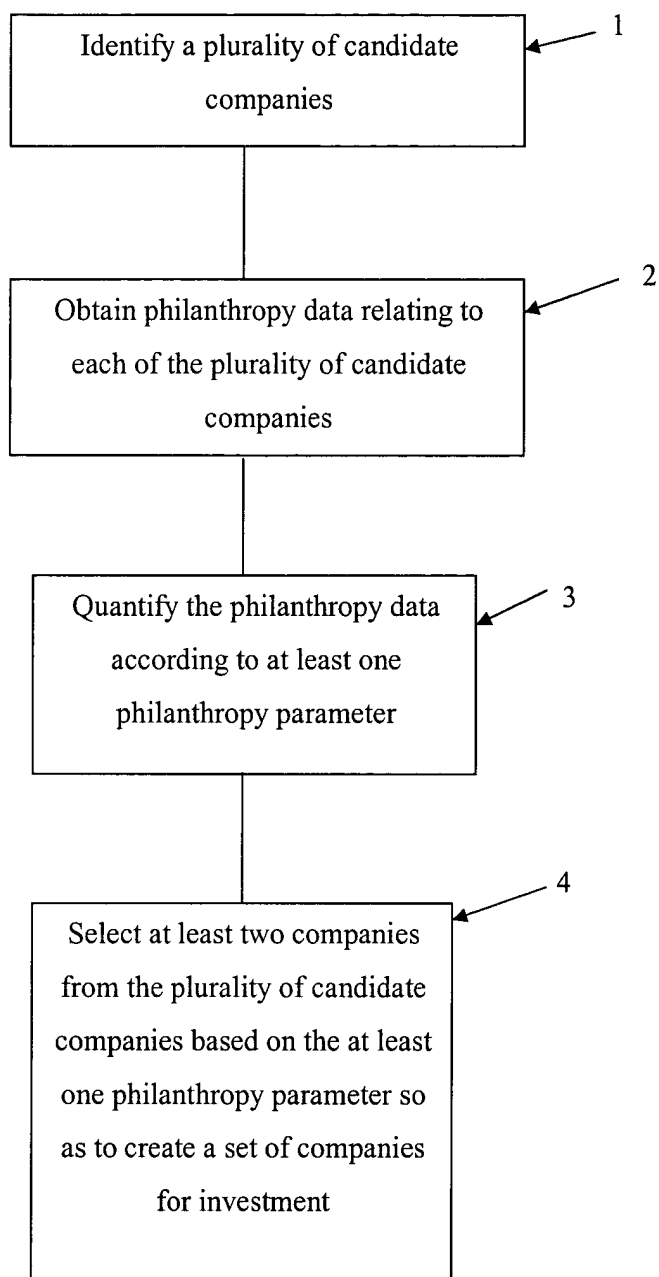 Identify a plurality of candidate
companies
1
Obtain philanthropy data relating to
each of the plurality of candidate
companies
2
Quantify the philanthropy data
according to at least one
philanthropy parameter
3
Select at least two companies
from the plurality of candidate
companies based on the at least
one philanthropy parameter so
as to create a set of companies
for investment
4